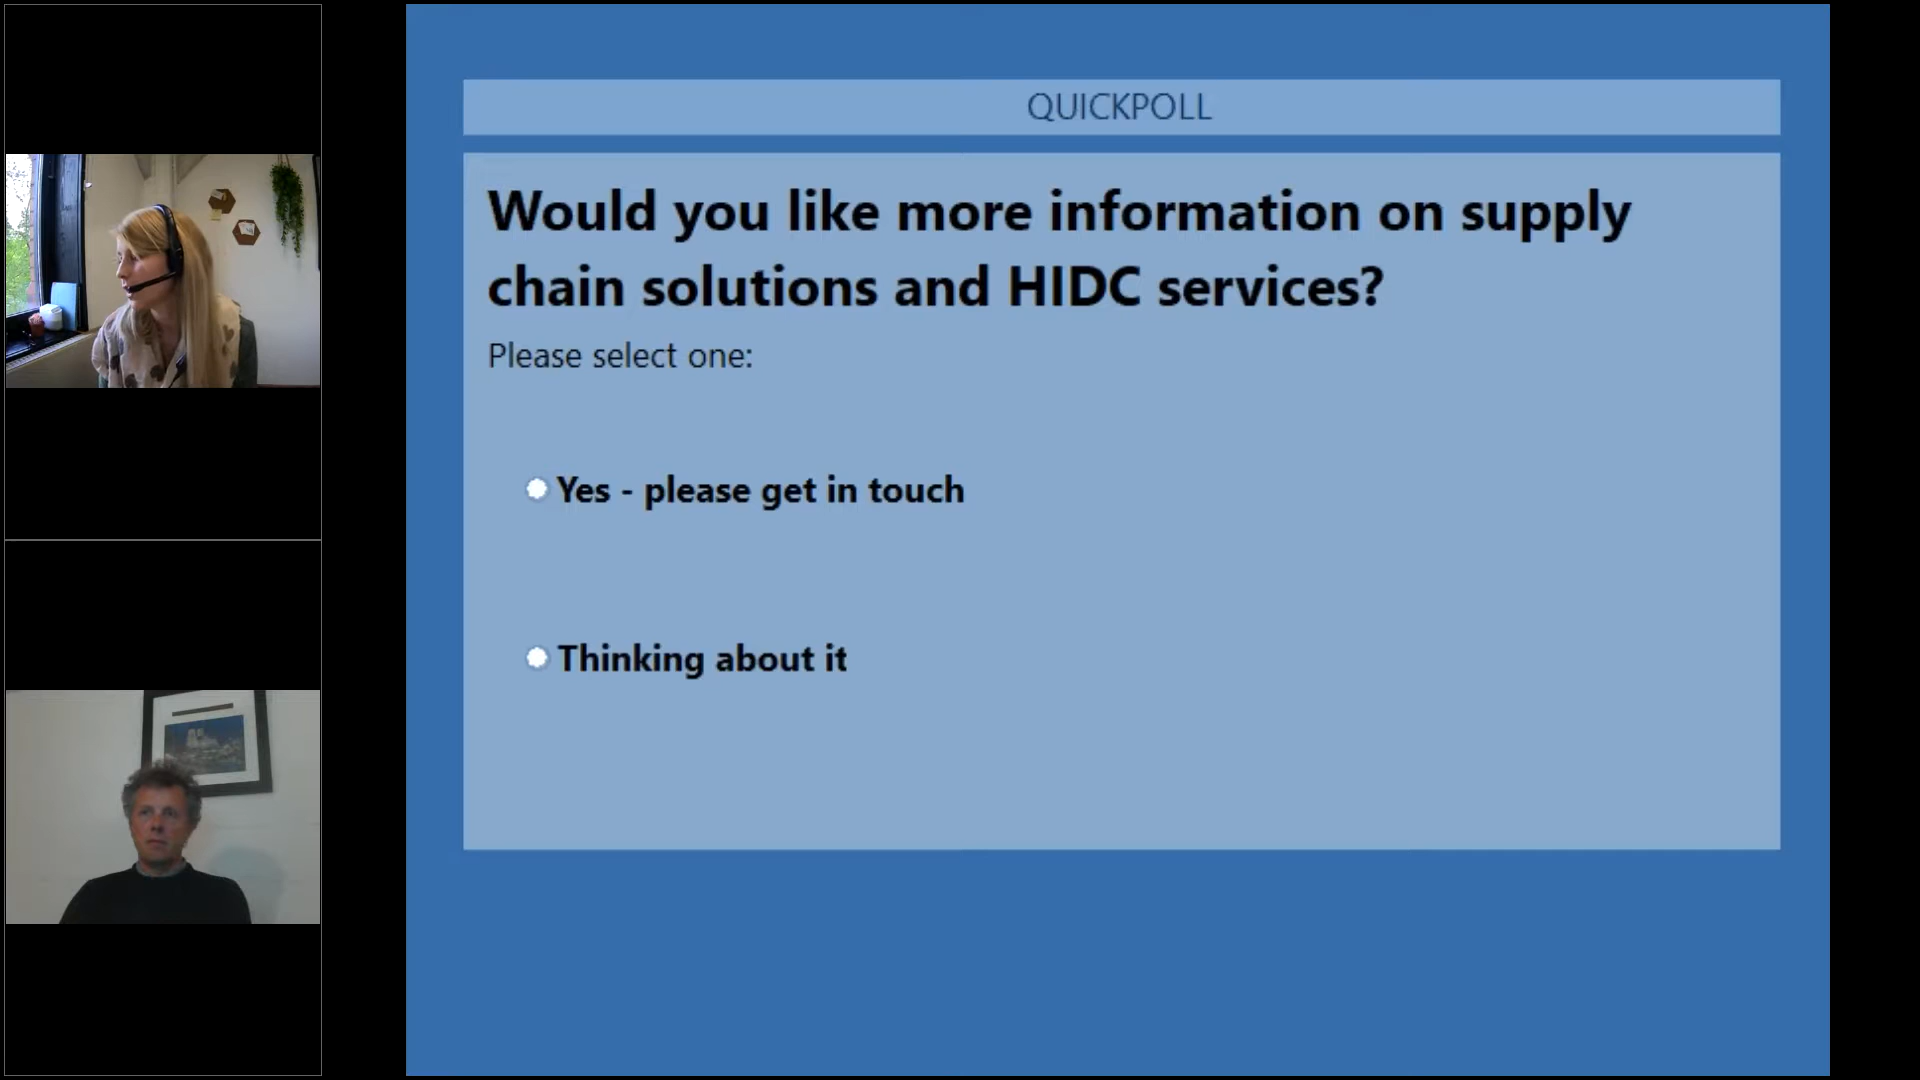 QUICKPOLL
Would you like more information on supply
chain solutions and HIDC services?
Please select one:
Yes - please get in touch
Thinking about it